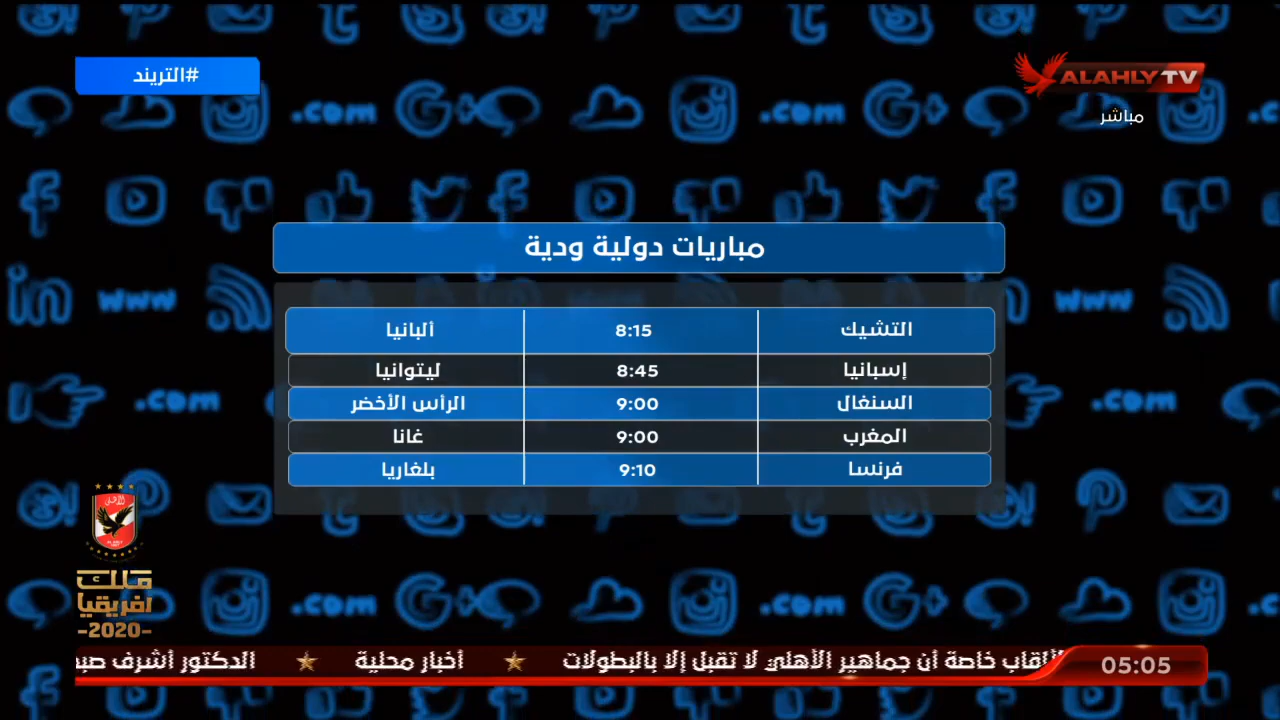 #التريند
ALAHLY TV
مباشر
مباريات دولية ودية
التشيك 8:15 ألبانيا
إسبانيا 8:45 ليتوانيا
السنغال 9:00 الرأس الأخضر
المغرب 9:00 غانا
فرنسا 9:10 بلغاريا
ملك
افريقيا
-2020-
خاصة أن جماهير الأهلي لا تقبل إلا بالبطولات ★ أخبار محلية ★ الدكتور أشرف
05:05